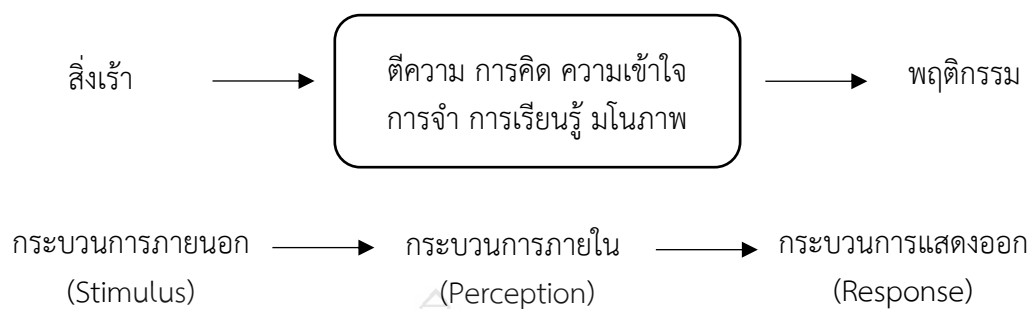 สิ่งเร้า
ตีความ การคิด ความเข้าใจ
การจำ การเรียนรู้ มโนภาพ
พฤติกรรม
กระบวนการภายนอก
(Stimulus)
กระบวนการภายใน
(Perception)
กระบวนการแสดงออก
(Response)